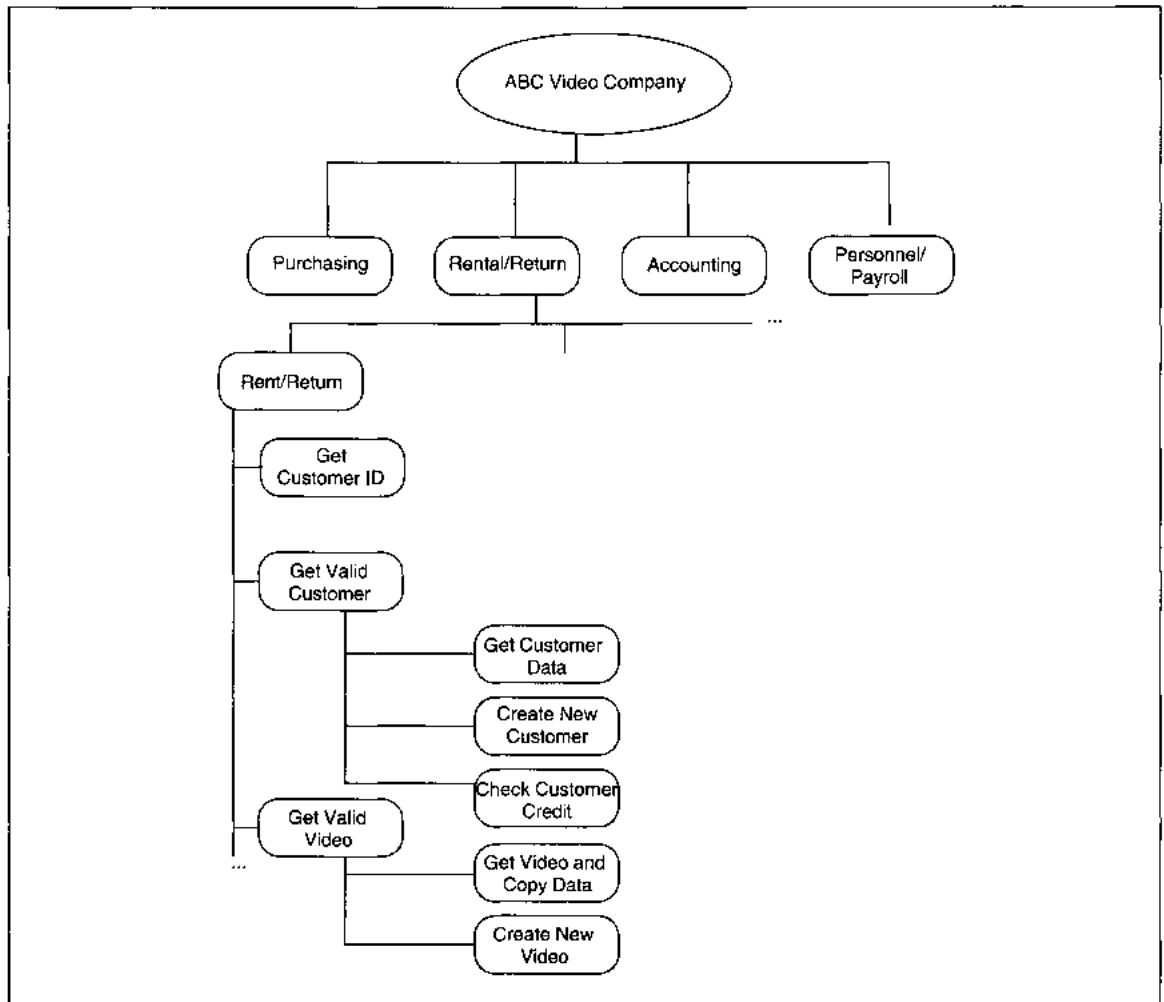 ABC Video Company
Purchasing
Rental/Return
Accounting
Personnel/
Payroll
...
Rent/Return
Get
Customer ID
Get Valid
Customer
Get Customer
Data
Create New
Customer
Check Customer
Credit
Get Valid
Video
...
Get Video and
Copy Data
Create New
Video